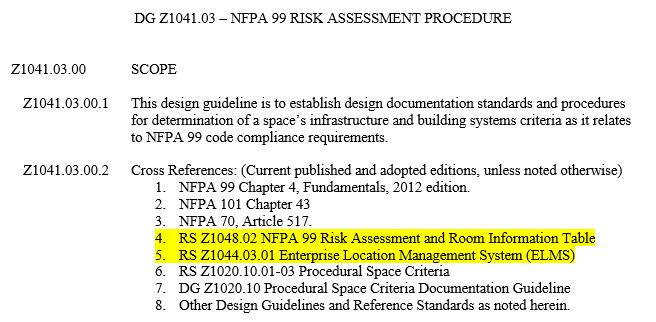 DG Z1041.03 – NFPA 99 RISK ASSESSMENT PROCEDURE
Z1041.03.00 SCOPE
Z1041.03.00.1 This design guideline is to establish design documentation standards and procedures
for determination of a space's infrastructure and building systems criteria as it relates
to NFPA 99 code compliance requirements.
Z1041.03.00.2 Cross References: (Current published and adopted editions, unless noted otherwise)
1. NFPA 99 Chapter 4, Fundamentals, 2012 edition.
2. NFPA 101 Chapter 43
3. NFPA 70, Article 517.
4. RS Z1048.02 NFPA 99 Risk Assessment and Room Information Table
5. RS Z1044.03.01 Enterprise Location Management System (ELMS)
6. RS Z1020.10.01-03 Procedural Space Criteria
7. DG Z1020.10 Procedural Space Criteria Documentation Guideline
8. Other Design Guidelines and Reference Standards as noted herein.